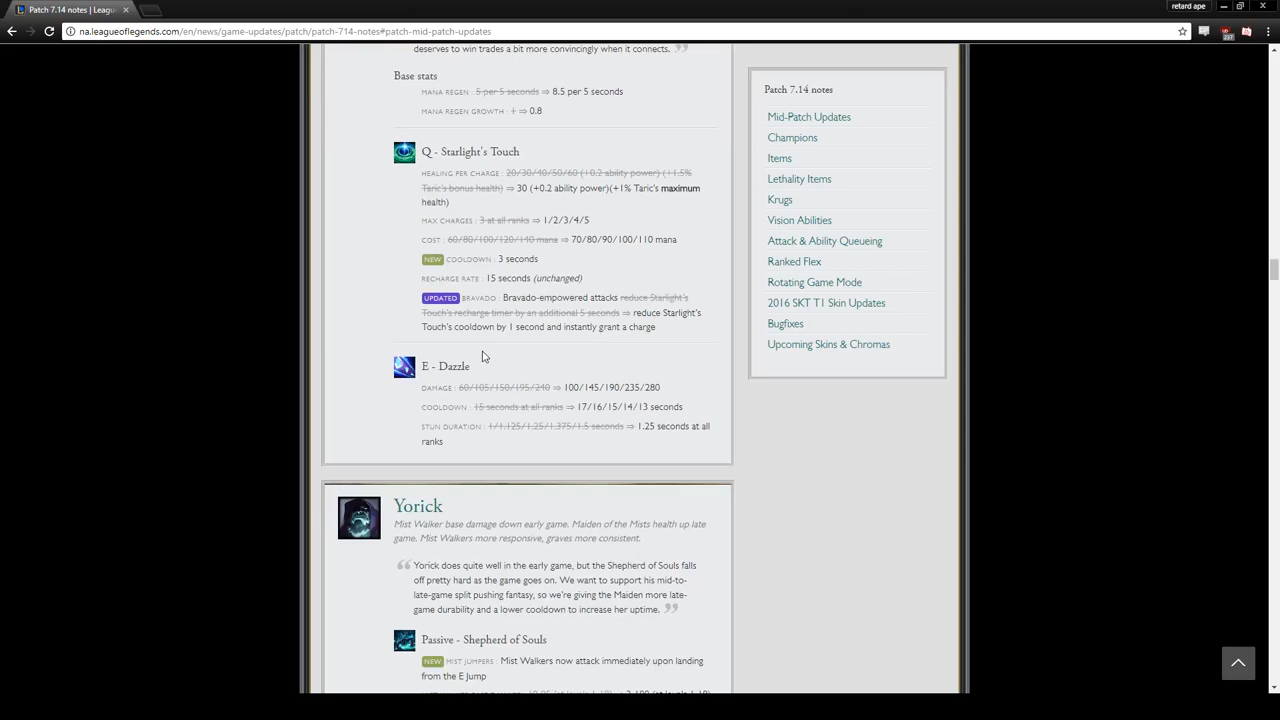 Patch 7.14 notes | Leagu
retard ape
na.leagueoflegends.com/en/news/game-updates/patch/patch-714-notes#patch-mid-patch-updates
237
deserves to win trades a bit more convincingly when it connects.
Base stats
MANA REGEN : 5 per 5 seconds ⇒ 8.5 per 5 seconds
MANA REGEN GROWTH : 1 ⇒ 0.8
Q - Starlight's Touch
HEALING PER CHARGE : 20/30/40/50/60 (+0.2 ability power) (+1.5%
Taric's bonus health) ⇒ 30 (+0.2 ability power)(+1% Taric's maximum
health)
MAX CHARGES : 3 at all ranks ⇒ 1/2/3/4/5
COST : 60/80/100/120/140 mana ⇒ 70/80/90/100/110 mana
NEW COOLDOWN : 3 seconds
RECHARGE RATE : 15 seconds (unchanged)
UPDATED BRAVADO : Bravado-empowered attacks reduce Starlight's
Touch's recharge timer by an additional 5 seconds ⇒ reduce Starlight's
Touch's cooldown by 1 second and instantly grant a charge
E - Dazzle
DAMAGE : 60/105/150/195/240 ⇒ 100/145/190/235/280
COOLDOWN : 15 seconds at all ranks ⇒ 17/16/15/14/13 seconds
STUN DURATION : 1/1.125/1.25/1.375/1.5 seconds ⇒ 1.25 seconds at all
ranks
Yorick
Mist Walker base damage down early game. Maiden of the Mists health up late
game. Mist Walkers more responsive, graves more consistent.
Yorick does quite well in the early game, but the Shepherd of Souls falls
off pretty hard as the game goes on. We want to support his mid-to-
late-game split pushing fantasy, so we're giving the Maiden more late-
game durability and a lower cooldown to increase her uptime.
Passive - Shepherd of Souls
NEW MIST JUMPERS : Mist Walkers now attack immediately upon landing
from the E Jump
Patch 7.14 notes
Mid-Patch Updates
Champions
Items
Lethality Items
Krugs
Vision Abilities
Attack & Ability Queueing
Ranked Flex
Rotating Game Mode
2016 SKT T1 Skin Updates
Bugfixes
Upcoming Skins & Chromas